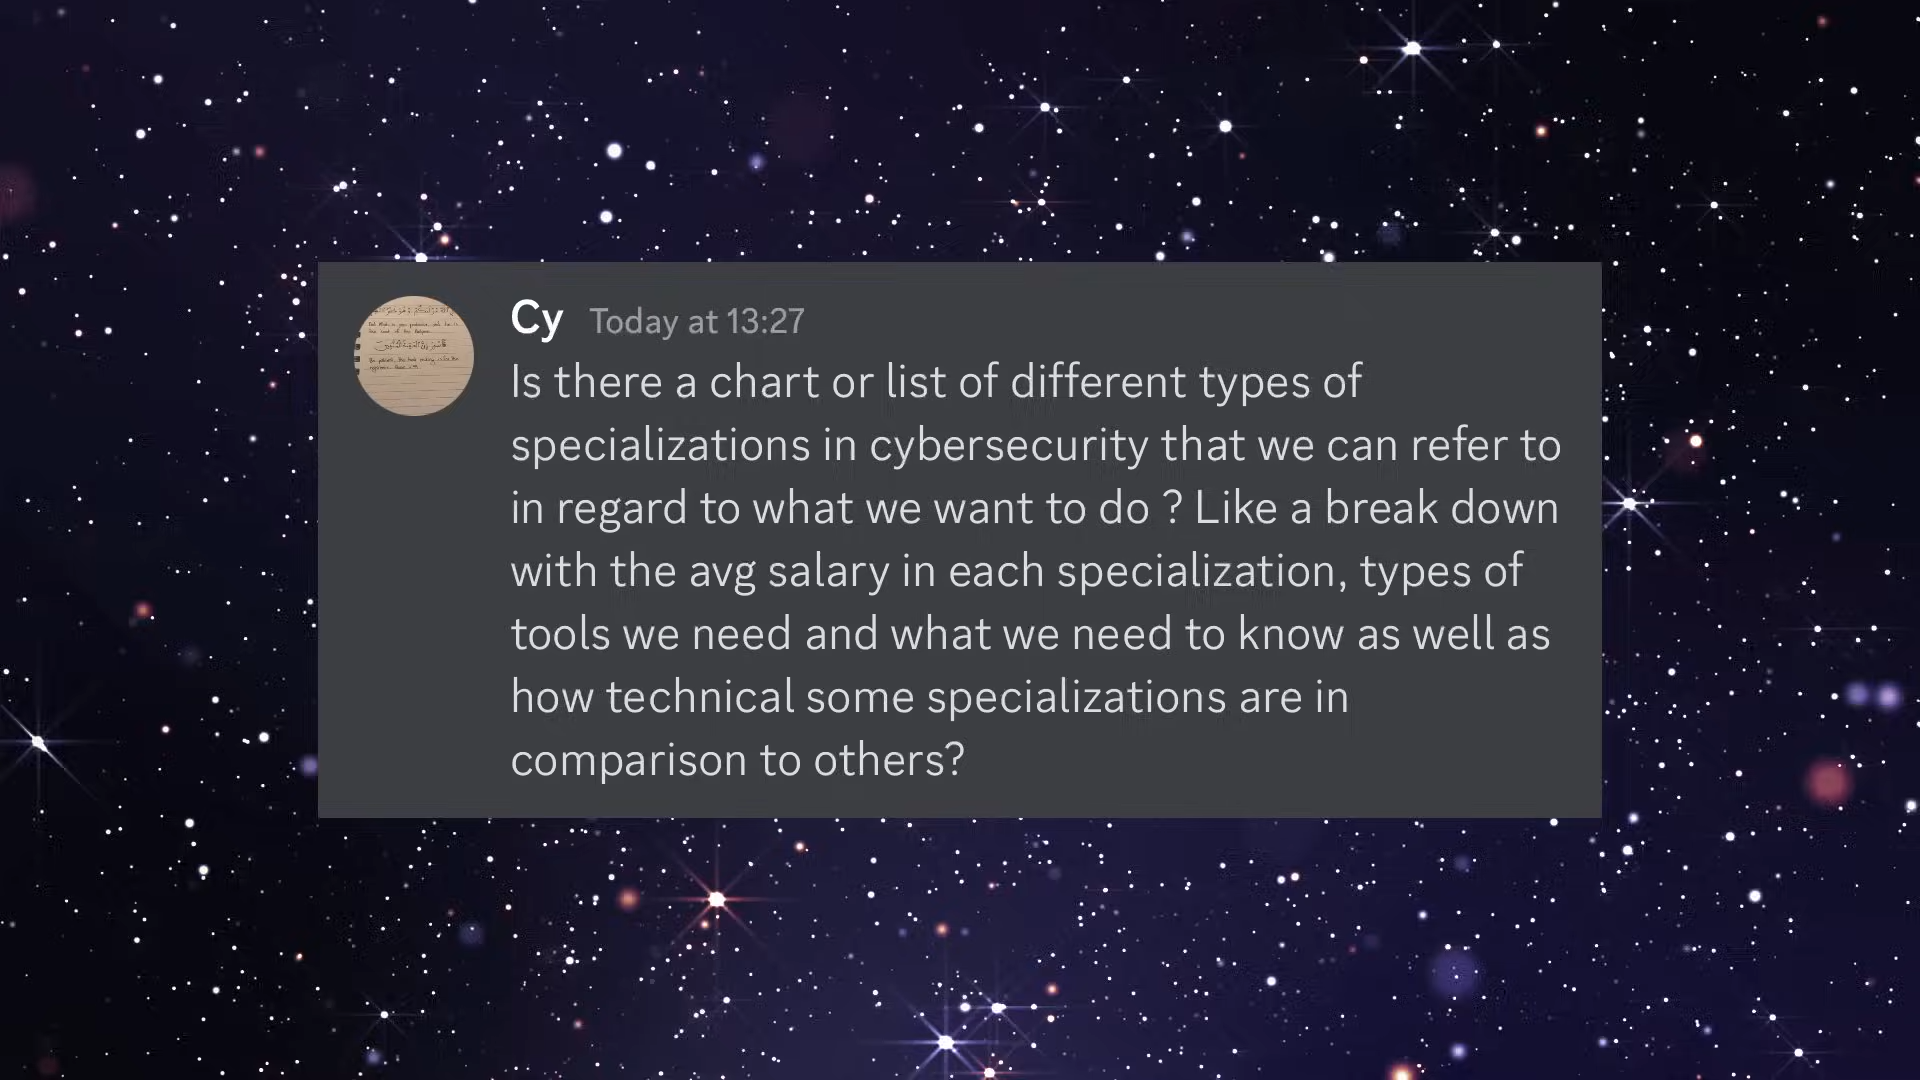 Cy Today at 13:27
Is there a chart or list of different types of
specializations in cybersecurity that we can refer to
in regard to what we want to do ? Like a break down
with the avg salary in each specialization, types of
tools we need and what we need to know as well as
how technical some specializations are in
comparison to others?